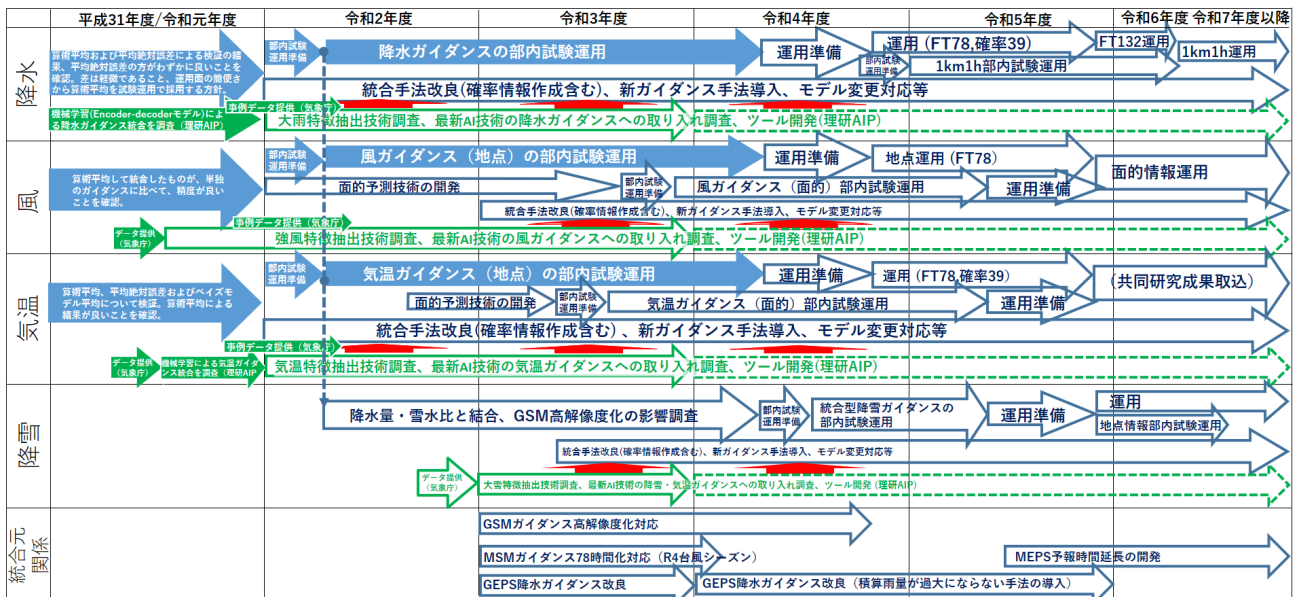 平成31年度/令和元年度
令和2年度
令和3年度
令和4年度
令和5年度
令和6年度
令和7年度以降
降水
算術平均および平均絶対誤差による検証の結
果、平均絶対誤差の方がわずかに良いことを
確認。差は軽微であること、運用面の簡便さ
から算術平均を試験運用で採用する方針。
部内試験
運用準備
降水ガイダンスの部内試験運用
運用準備
運用 (FT78,確率39)
FT132運用
1km1h運用
部内試験
運用準備
1km1h部内試験運用
統合手法改良(確率情報作成含む) 、新ガイダンス手法導入、モデル変更対応等
事例データ提供（気象庁）
機械学習(Encoder-decoderモデル)によ
る降水ガイダンス統合を調査（理研AIP）
大雨特徴抽出技術調査、最新AI技術の降水ガイダンスへの取り入れ調査、ツール開発(理研AIP)
風
算術平均して統合したものが、単独
のガイダンスに比べて、精度が良い
ことを確認。
部内試験
運用準備
風ガイダンス（地点）の部内試験運用
運用準備
地点運用 (FT78)
面的情報運用
面的予測技術の開発
部内試験
運用準備
風ガイダンス（面的）部内試験運用
運用準備
統合手法改良(確率情報作成含む)、新ガイダンス手法導入、モデル変更対応等
事例データ提供（気象庁）
データ提供
（気象庁）
強風特徴抽出技術調査、最新AI技術の風ガイダンスへの取り入れ調査、ツール開発(理研AIP)
気温
算術平均、平均絶対誤差およびベイズモ
デル平均について検証。算術平均による
結果が良いことを確認。
部内試験
運用準備
気温ガイダンス（地点）の部内試験運用
運用準備
運用 (FT78,確率39)
(共同研究成果取込)
面的予測技術の開発
部内試験
運用準備
気温ガイダンス（面的）部内試験運用
運用準備
統合手法改良(確率情報作成含む) 、新ガイダンス手法導入、モデル変更対応等
事例データ提供（気象庁）
データ提供
（気象庁）
機械学習による気温ガイダ
ンス統合を調査（理研AIP
気温特徴抽出技術調査、最新AI技術の気温ガイダンスへの取り入れ調査、ツール開発(理研AIP)
降雪
降水量・雪水比と結合、GSM高解像度化の影響調査
部内試験
運用準備
統合型降雪ガイダンスの
部内試験運用
運用準備
運用
地点情報部内試験運用
統合手法改良(確率情報作成含む)、新ガイダンス手法導入、モデル変更対応等
データ提供
（気象庁）
大雪特徴抽出技術調査、最新AI技術の降雪・気温ガイダンスへの取り入れ調査、ツール開発 (理研AIP)
統合元
関係
GSMガイダンス高解像度化対応
MSMガイダンス78時間化対応（R4台風シーズン）
MEPS予報時間延長の開発
GEPS降水ガイダンス改良
GEPS降水ガイダンス改良（積算雨量が過大にならない手法の導入）